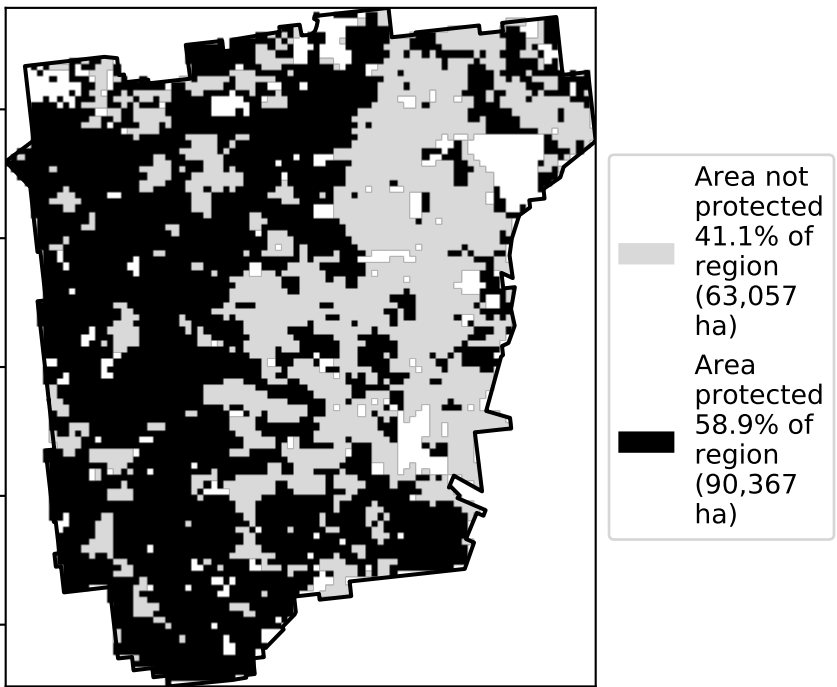 Area not
protected
41.1% of
region
(63,057
ha)
Area
protected
58.9% of
region
(90,367
ha)